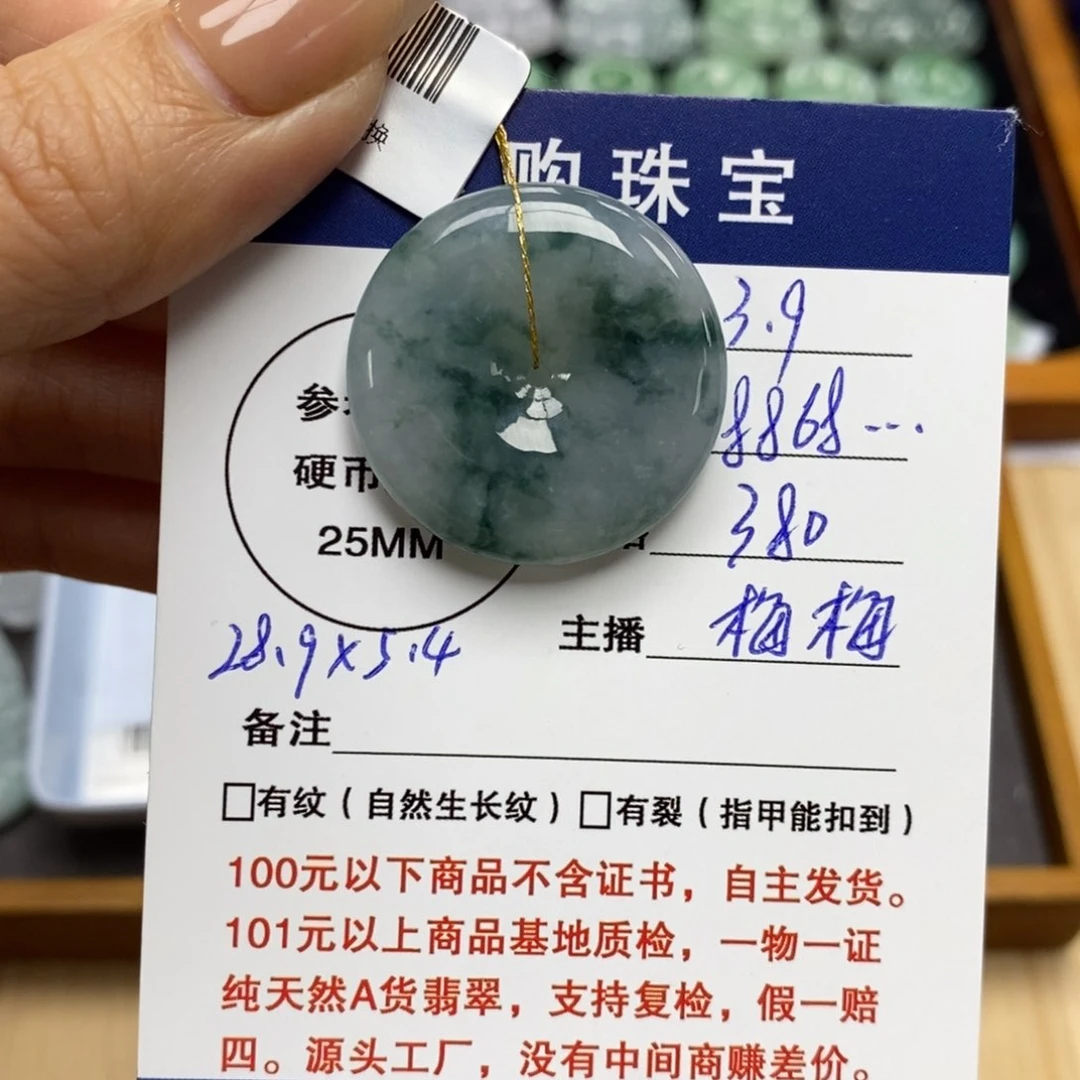 换
购珠宝
3.9
参
8868...
硬币
380
25MM
主播 梅梅
28.9×5.4
备注
□有纹（自然生长纹）□有裂（指甲能扣到）
100元以下商品不含证书，自主发货。
101元以上商品基地质检，一物一证
纯天然A货翡翠，支持复检，假一赔
四。源头工厂，没有中间商赚差价。